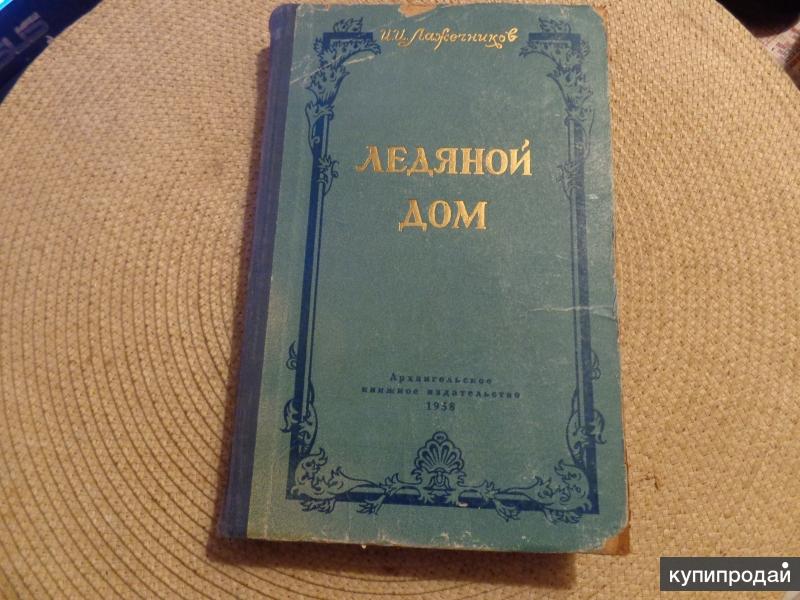 И.И. Лажечников
ЛЕДЯНОЙ
ДОМ
Архангельское
книжное издательство
1958
купипродай